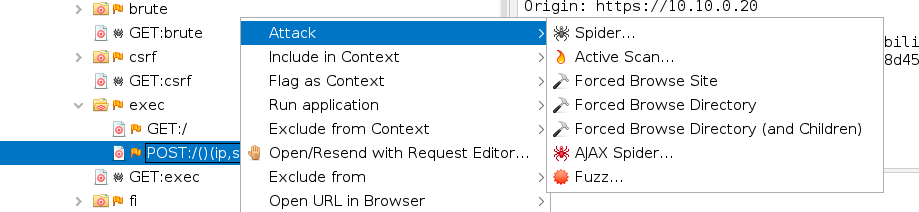 brute
GET:brute
csrf
GET:csrf
exec
GET:/
POST:/()(ip,s
GET:exec
fi
Attack
Include in Context
Flag as Context
Run application
Exclude from Context
Open/Resend with Request Editor...
Exclude from
Open URL in Browser
Origin: https://10.10.0.20
Spider...
Active Scan...
Forced Browse Site
Forced Browse Directory
Forced Browse Directory (and Children)
AJAX Spider...
Fuzz...
bili
8d45